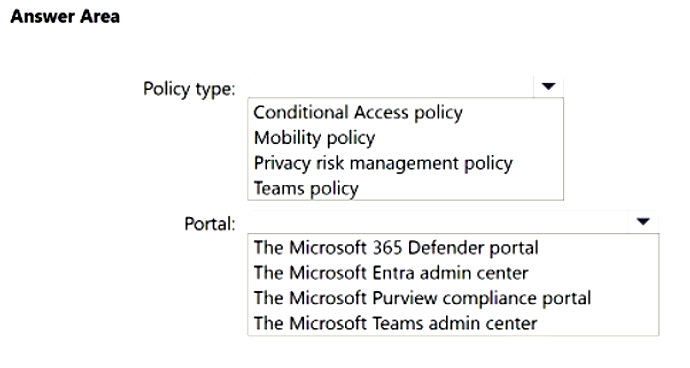 Answer Area
Policy type:
Conditional Access policy
Mobility policy
Privacy risk management policy
Teams policy
Portal:
The Microsoft 365 Defender portal
The Microsoft Entra admin center
The Microsoft Purview compliance portal
The Microsoft Teams admin center